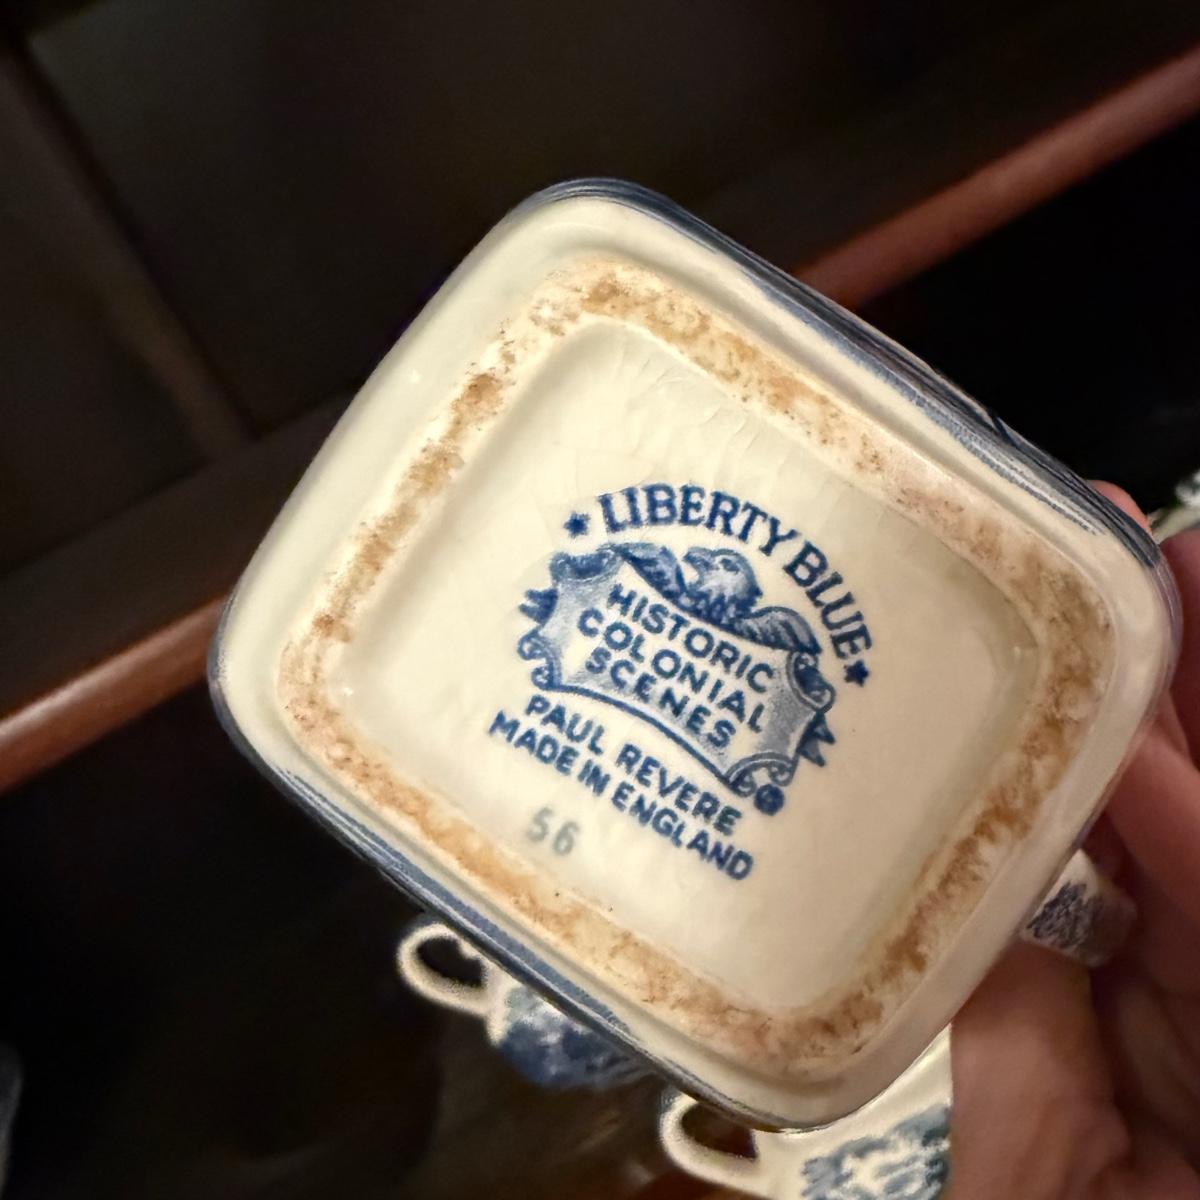 LIBERTY BLUE
HISTORIC
COLONIAL
SCENES
PAUL REVERE
MADE IN ENGLAND
56